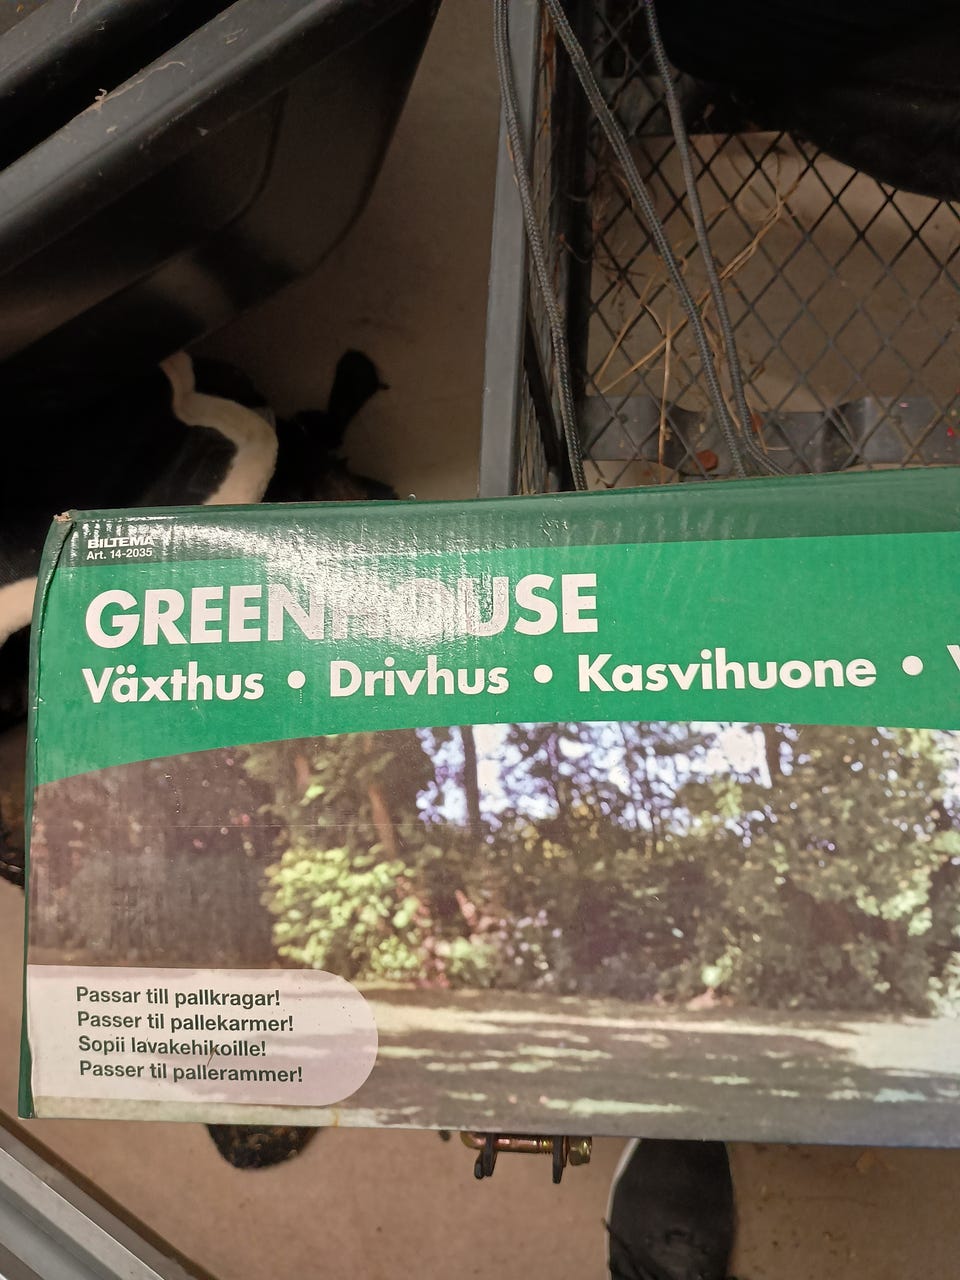 BILTEMA
Art. 14-2035
GREENHOUSE
Växthus • Drivhus • Kasvihuone •
Passar till pallkragar!
Passer til pallekarmer!
Sopii lavakehikoille!
Passer til pallerammer!